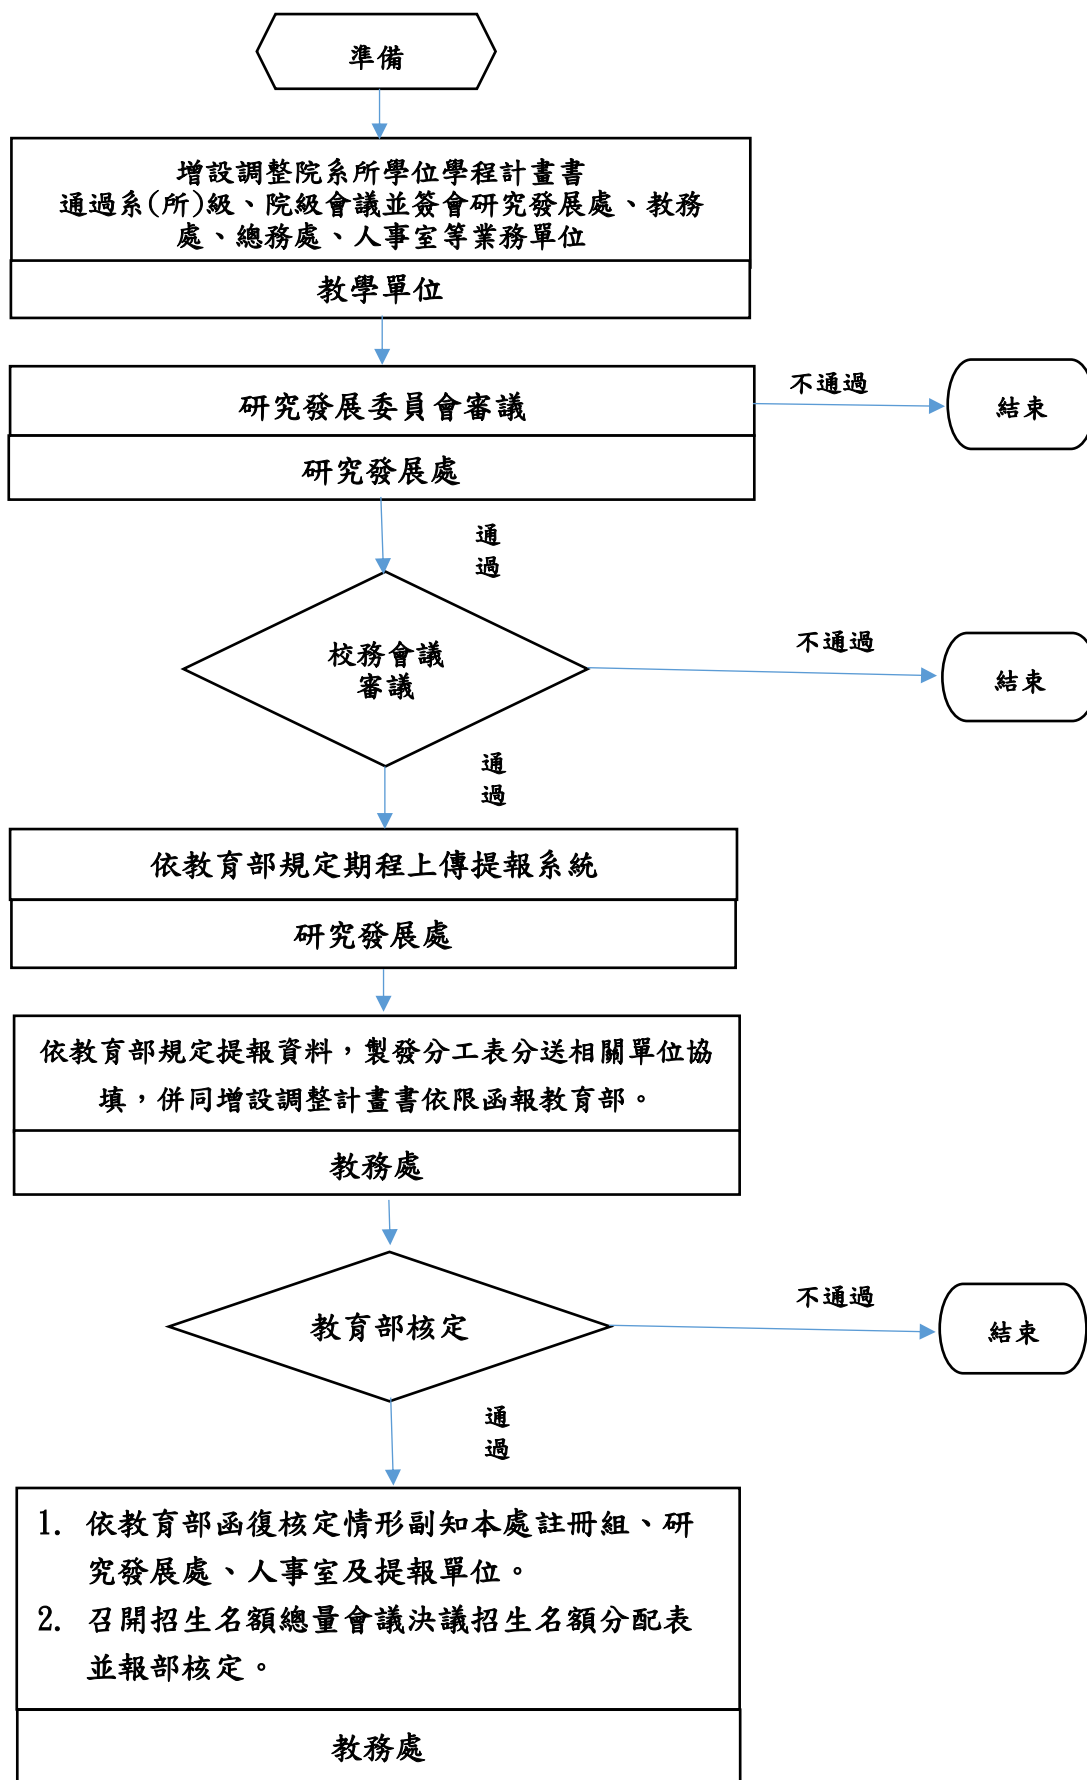 準備
增設調整院系所學位學程計畫書
通過系(所)級、院級會議並簽會研究發展處、教務
處、總務處、人事室等業務單位
教學單位
研究發展委員會審議
不通過
結束
研究發展處
通
過
校務會議
審議
不通過
結束
通
過
依教育部規定期程上傳提報系統
研究發展處
依教育部規定提報資料，製發分工表分送相關單位協
填，併同增設調整計畫書依限函報教育部。
教務處
教育部核定
不通過
結束
通
過
1. 依教育部函復核定情形副知本處註冊組、研
究發展處、人事室及提報單位。
2. 召開招生名額總量會議決議招生名額分配表
並報部核定。
教務處